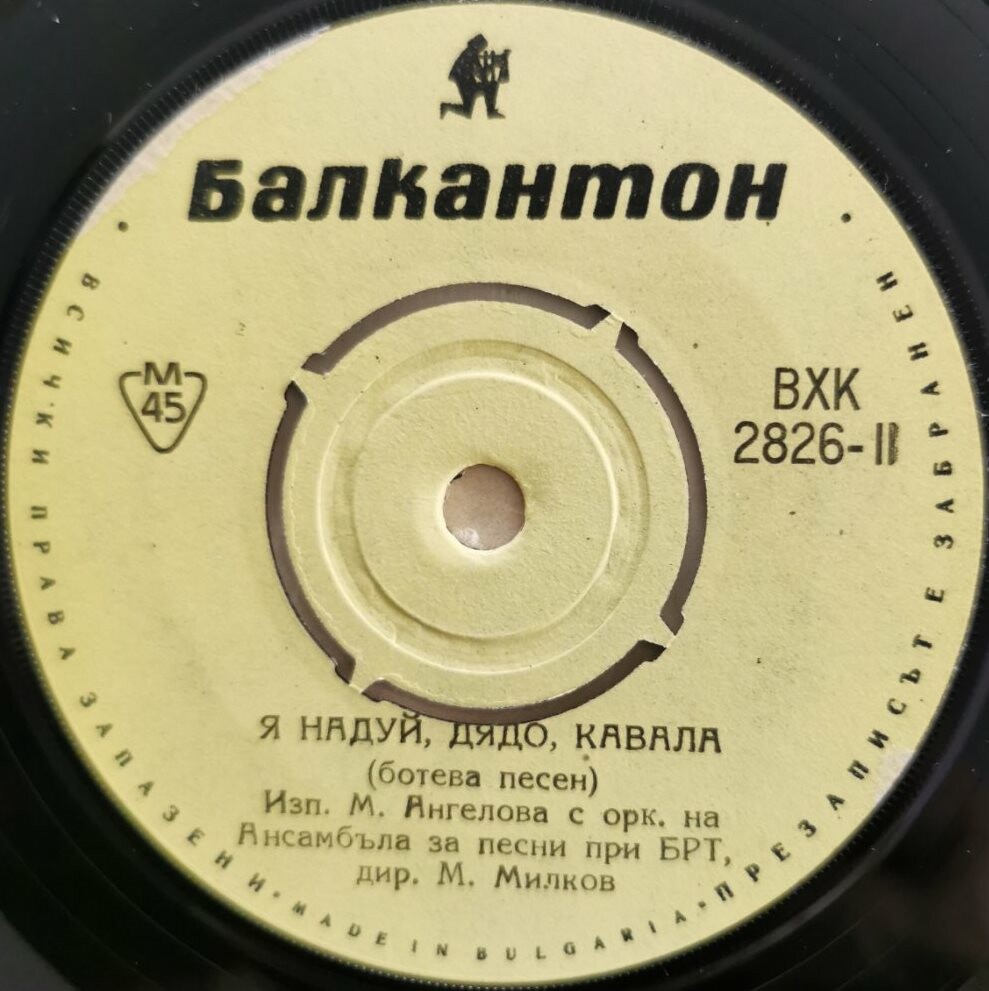 Балкантон
М
45
ВХК
2826-II
Я НАДУЙ, ДЯДО, КАВАЛА
(ботева песен)
Изп. М. Ангелова с орк. на
Ансамбъла за песни при БРТ,
дир. М. Милков
• ВСИЧКИ ПРАВА ЗАПАЗЕНИ • MADE IN BULGARIA • ПРЕЗАПИСЪТ Е ЗАБРАНЕН •